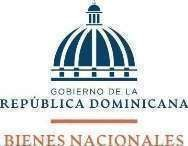 GOBIERNO DE LA
REPÚBLICA DOMINICANA
BIENES NACIONALES